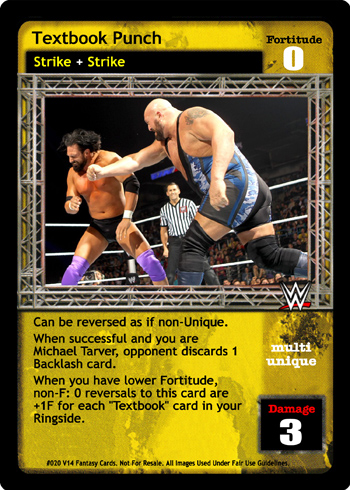 Textbook Punch
Fortitude
0
Strike + Strike
W
Can be reversed as if non-Unique.
When successful and you are
Michael Tarver, opponent discards 1
Backlash card.
When you have lower Fortitude,
non-F: 0 reversals to this card are
+1F for each "Textbook" card in your
Ringside.
multi
unique
Damage
3
#020 V14 Fantasy Cards. Not For Resale. All Images Used Under Fair Use Guidelines.